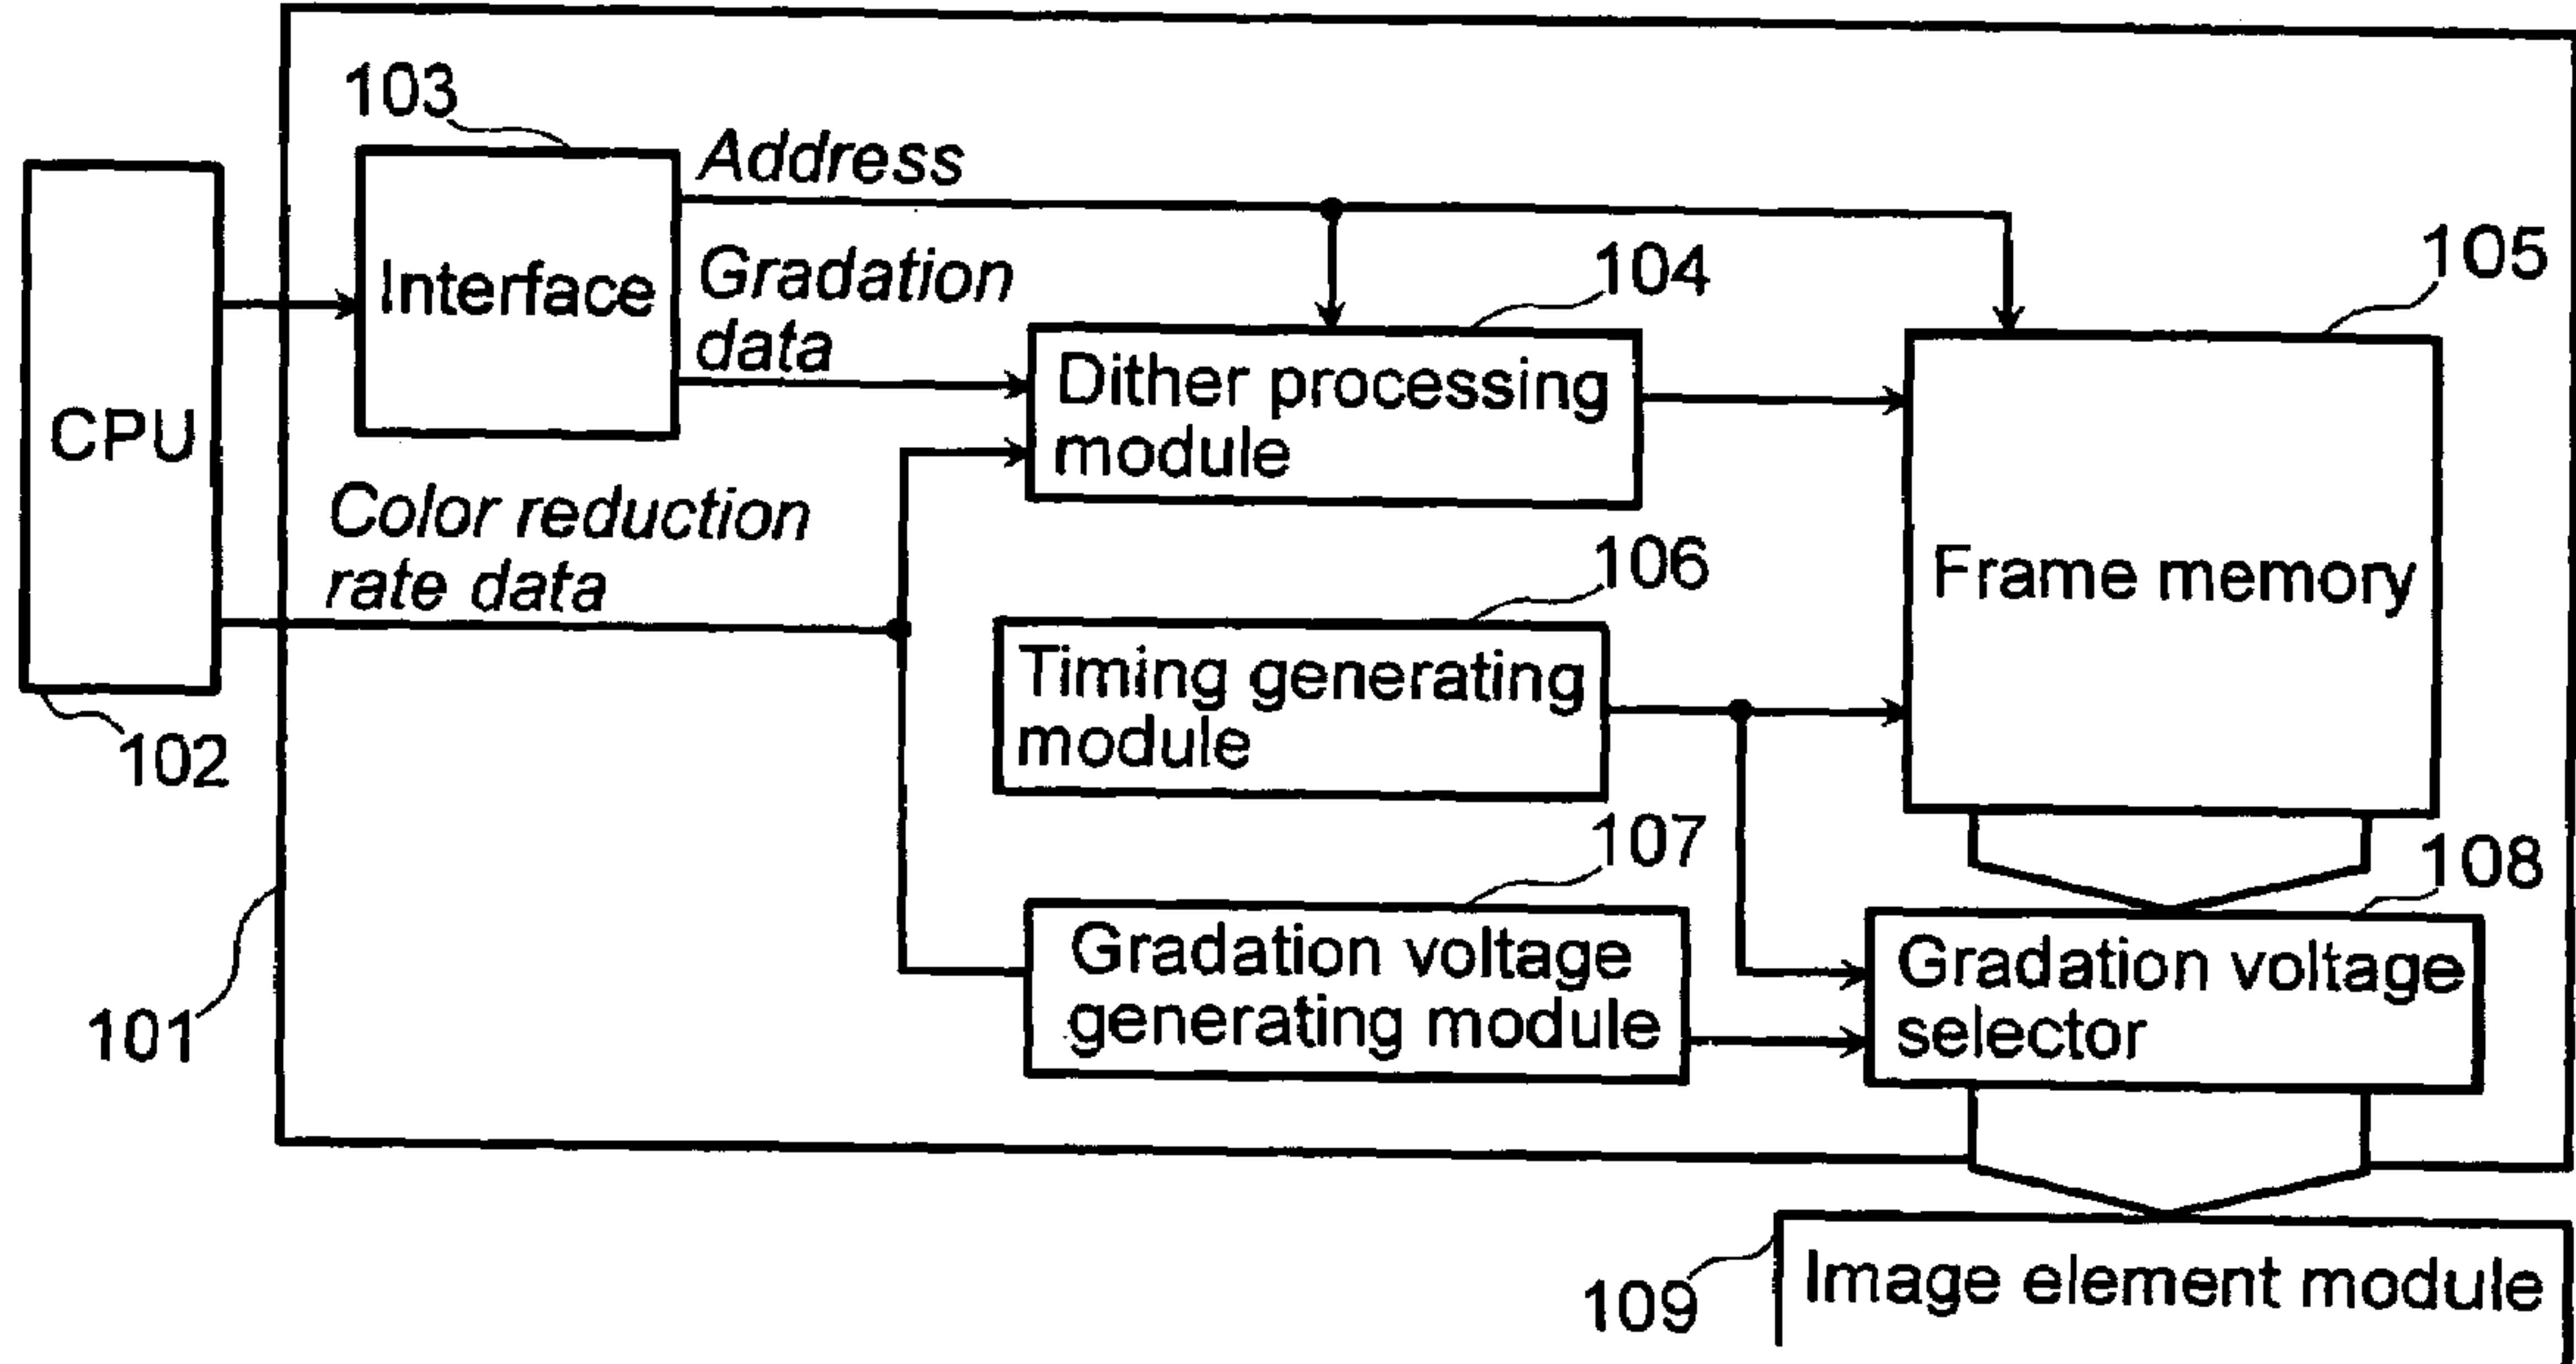 103
Address
Interface
Gradation
data
104
105
Dither processing
module
CPU
Color reduction
rate data
106
Frame memory
Timing generating
module
102
107
108
Gradation voltage
generating module
Gradation voltage
selector
101
109
Image element module